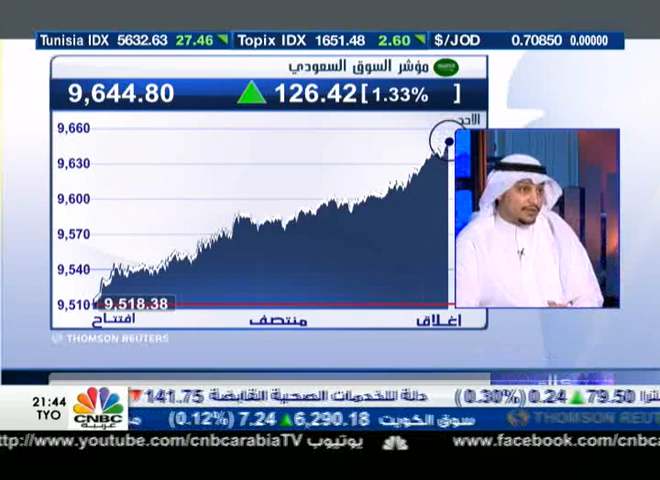 Tunisia IDX 5632.63 27.46 Topix IDX 1651.48 2.60 $/JOD 0.70850 0.00000
مؤشر السوق السعودي
9,644.80 126.42 [1.33% ]
الأحد
9,660
9,630
9,600
9,570
9,540
9,510
9,518.38
افتتاح منتصف اغلاق
THOMSON REUTERS
21:44
TYO
CNBC
عربية
141.75 دلة للخدمات الصحية القابضة (0.30%) 0.24 79.50
(0.12%) 7.24 6,290.18 سوق الكويت THOMSON REUT
http://www.youtube.com/cnbcarabiaTV يوتيوب www.facebook.com/cnbca